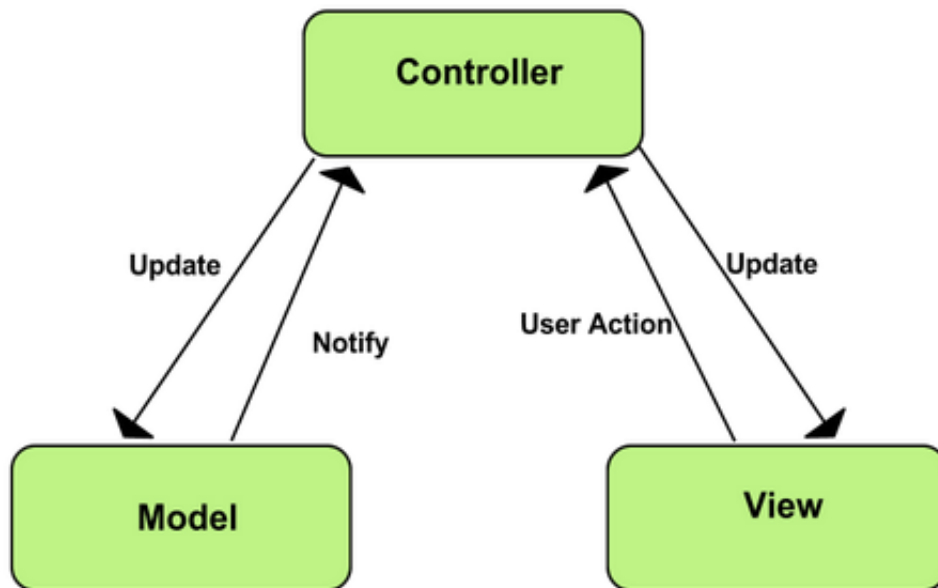 Controller
Update
Update
Notify
User Action
Model
View